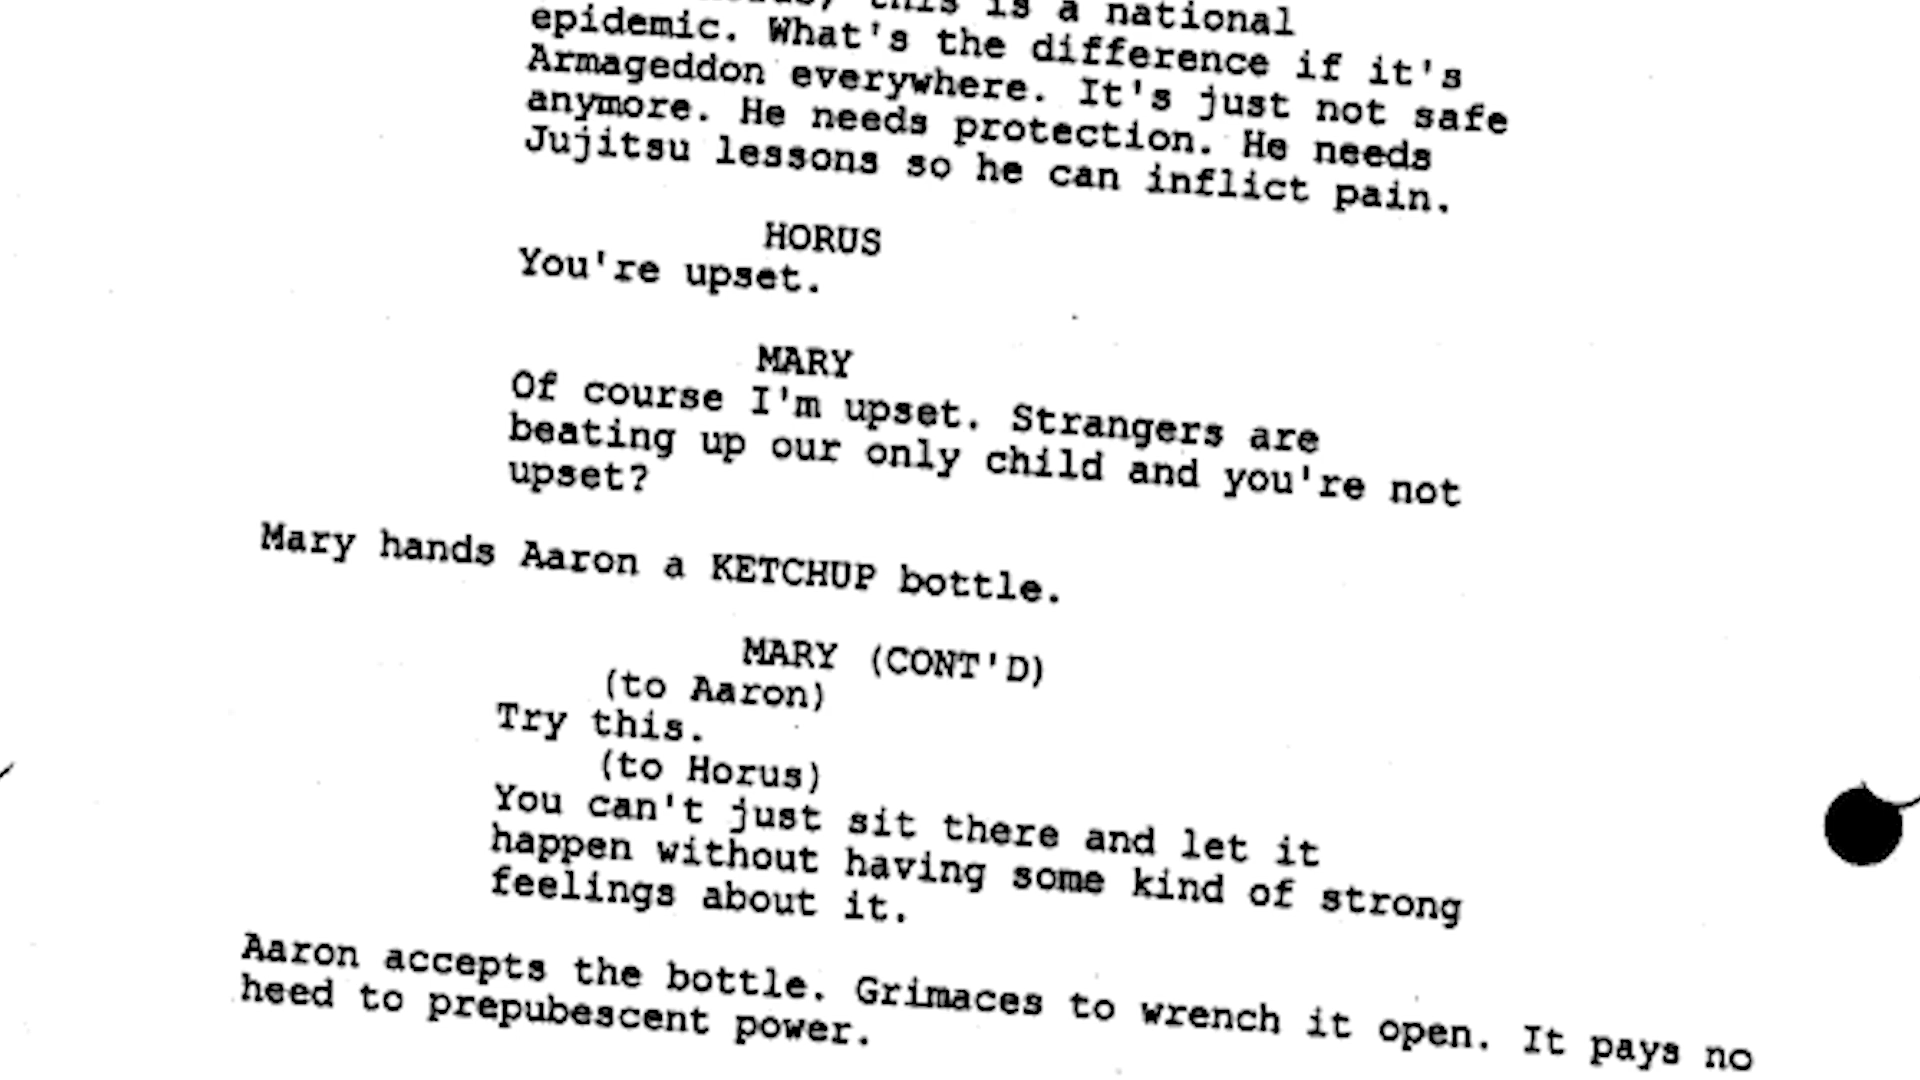 this is a national
epidemic. What's the difference if it's
Armageddon everywhere. It's just not safe
anymore. He needs protection. He needs
Jujitsu lessons so he can inflict pain.
HORUS
You're upset.
MARY
Of course I'm upset. Strangers are
beating up our only child and you're not
upset?
Mary hands Aaron a KETCHUP bottle.
MARY (CONT'D)
(to Aaron)
Try this.
(to Horus)
You can't just sit there and let it
happen without having some kind of strong
feelings about it.
Aaron accepts the bottle. Grimaces to wrench it open. It pays no
heed to prepubescent power.